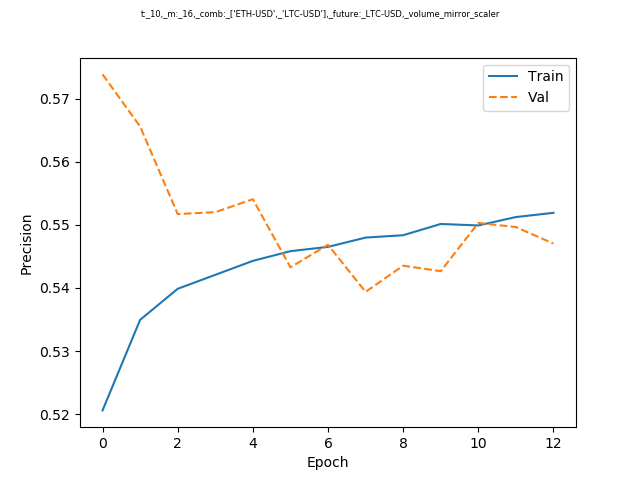 t:_10,_m:_16,_comb:_['ETH-USD',_'LTC-USD'],_future:_LTC-USD,_volume_mirror_scaler
Train
Val
0.57
0.56
0.55
0.54
0.53
0.52
Precision
0 2 4 6 8 10 12
Epoch